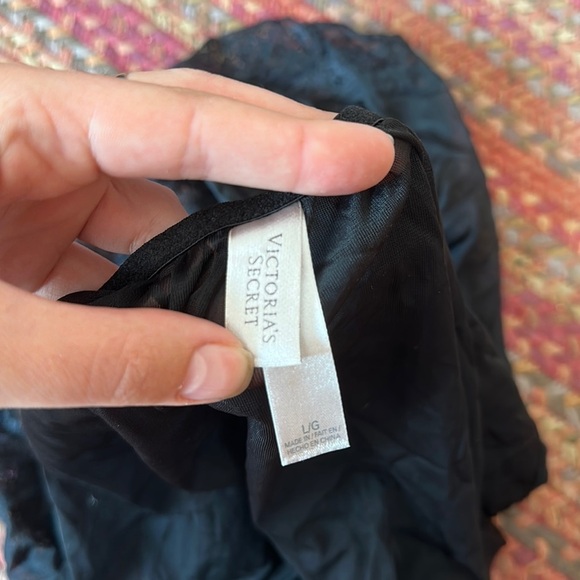 VICTORIA'S
SECRET
L/G
MADE IN / FAIT EN /
HECHO EN CHINA